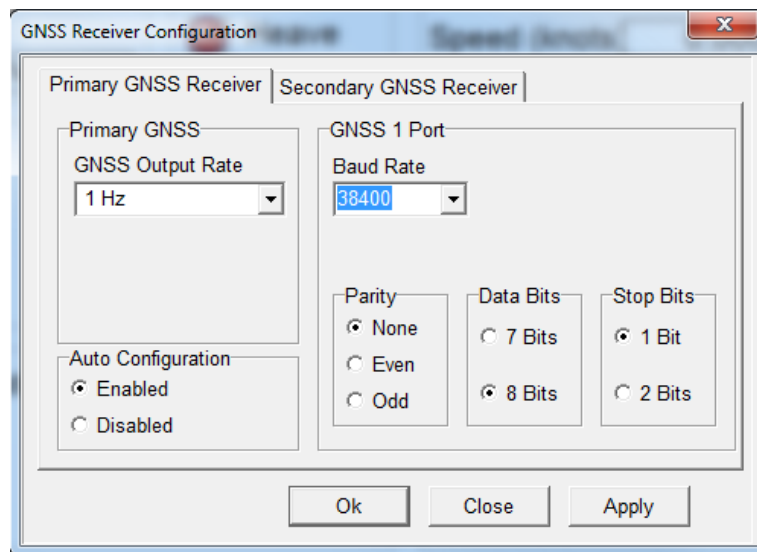 GNSS Receiver Configuration
Speed (knots)
Primary GNSS Receiver
Secondary GNSS Receiver
Primary GNSS
GNSS Output Rate
1 Hz
Auto Configuration
Enabled
Disabled
GNSS 1 Port
Baud Rate
38400
Parity
None
Even
Odd
Data Bits
7 Bits
8 Bits
Stop Bits
1 Bit
2 Bits
Ok
Close
Apply